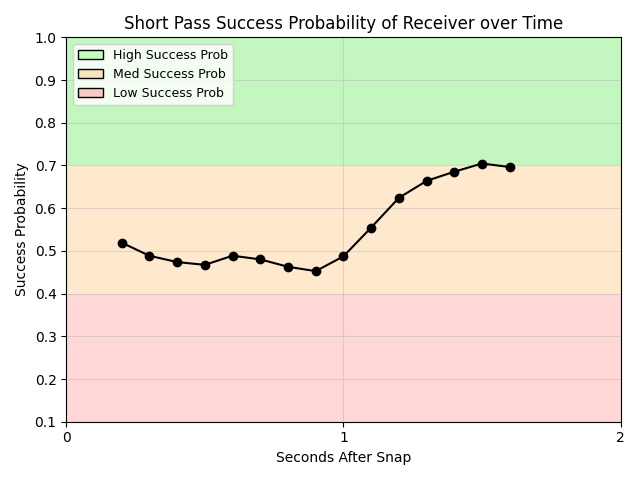 Short Pass Success Probability of Receiver over Time
High Success Prob
Med Success Prob
Low Success Prob
Success Probability
1.0
0.9
0.8
0.7
0.6
0.5
0.4
0.3
0.2
0.1
0
1
2
Seconds After Snap